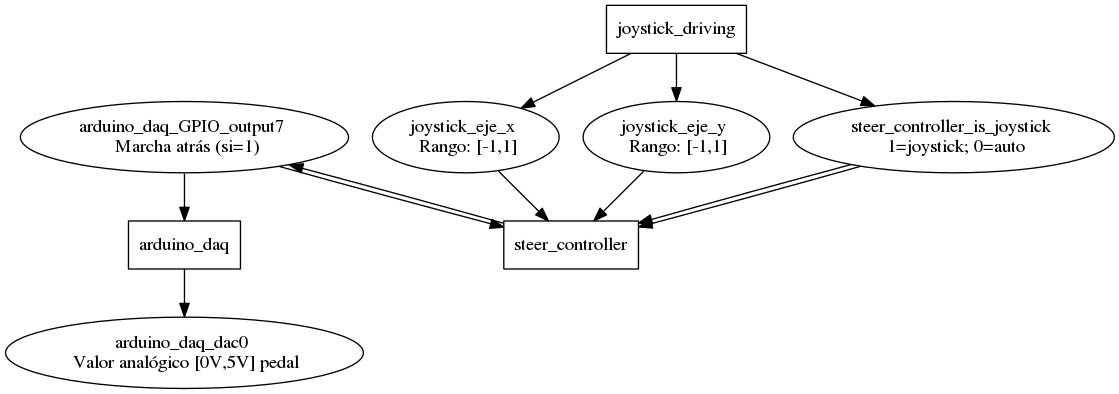 joystick_driving
arduino_daq_GPIO_output7
Marcha atrás (si=1)
joystick_eje_x
Rango: [-1,1]
joystick_eje_y
Rango: [-1,1]
steer_controller_is_joystick
1=joystick; 0=auto
arduino_daq
steer_controller
arduino_daq_dac0
Valor analógico [0V,5V] pedal